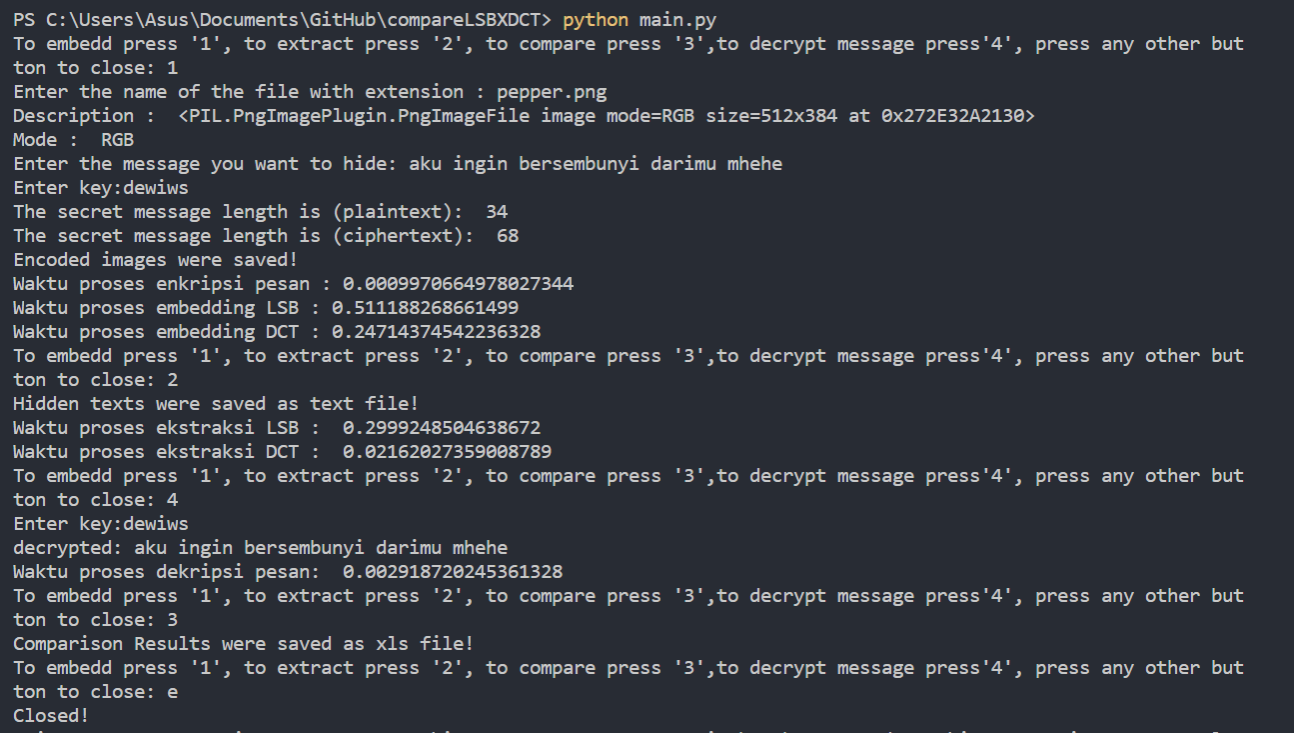 PS C:\Users\Asus\Documents\GitHub\compareLSBXDCT> python main.py
To embedd press '1', to extract press '2', to compare press '3',to decrypt message press'4', press any other but
ton to close: 1
Enter the name of the file with extension : pepper.png
Description :  <PIL.PngImagePlugin.PngImageFile image mode=RGB size=512x384 at 0x272E32A2130>
Mode :  RGB
Enter the message you want to hide: aku ingin bersembunyi darimu mhehe
Enter key:dewiws
The secret message length is (plaintext):  34
The secret message length is (ciphertext):  68
Encoded images were saved!
Waktu proses enkripsi pesan : 0.0009970664978027344
Waktu proses embedding LSB : 0.511188268661499
Waktu proses embedding DCT : 0.24714374542236328
To embedd press '1', to extract press '2', to compare press '3',to decrypt message press'4', press any other but
ton to close: 2
Hidden texts were saved as text file!
Waktu proses ekstraksi LSB :  0.2999248504638672
Waktu proses ekstraksi DCT :  0.02162027359008789
To embedd press '1', to extract press '2', to compare press '3',to decrypt message press'4', press any other but
ton to close: 4
Enter key:dewiws
decrypted: aku ingin bersembunyi darimu mhehe
Waktu proses dekripsi pesan:  0.002918720245361328
To embedd press '1', to extract press '2', to compare press '3',to decrypt message press'4', press any other but
ton to close: 3
Comparison Results were saved as xls file!
To embedd press '1', to extract press '2', to compare press '3',to decrypt message press'4', press any other but
ton to close: e
Closed!